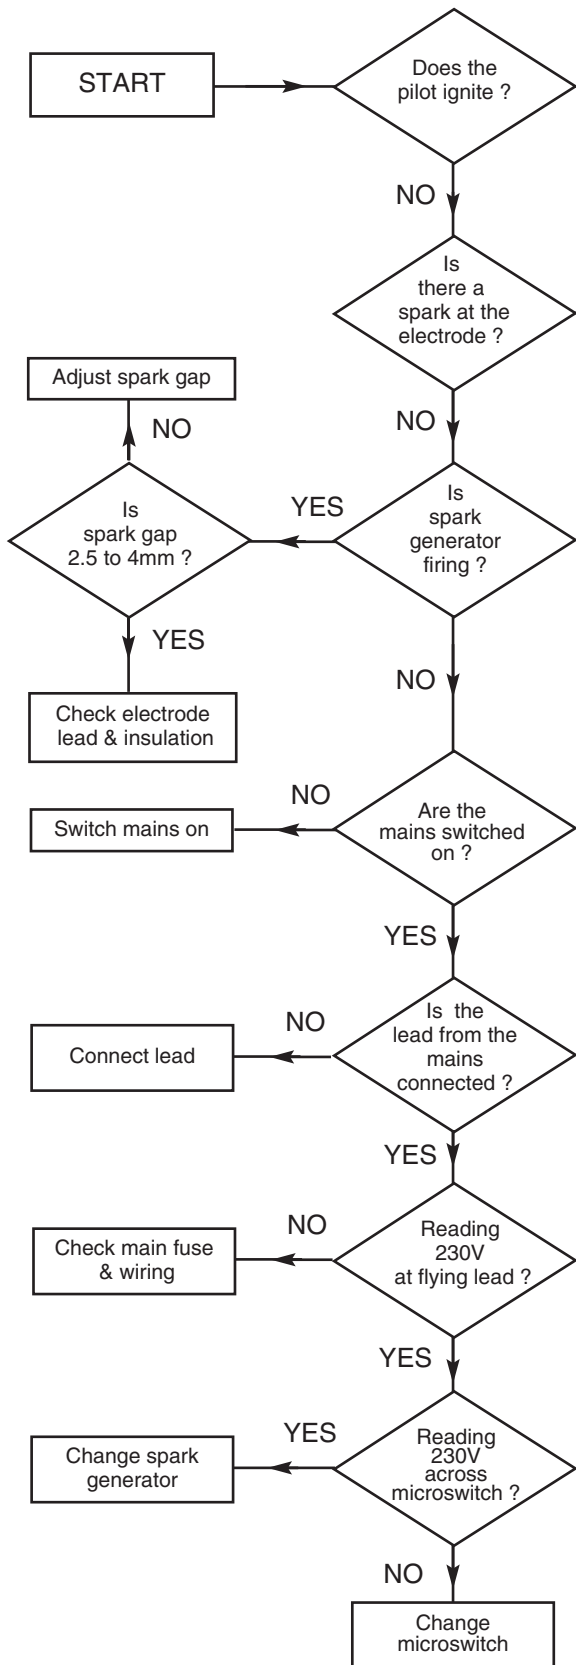 START
Does the
pilot ignite ?
NO
Is
there a
spark at the
electrode ?
NO
Adjust spark gap
NO
Is
spark gap
2.5 to 4mm ?
YES
Is
spark
generator
firing ?
YES
Check electrode
lead & insulation
NO
Are the
mains switched
on ?
NO
Switch mains on
YES
Is the
lead from the
mains
connected ?
NO
Connect lead
YES
Reading
230V
at flying lead ?
NO
Check main fuse
& wiring
YES
Reading
230V
across
microswitch ?
YES
Change spark
generator
NO
Change
microswitch